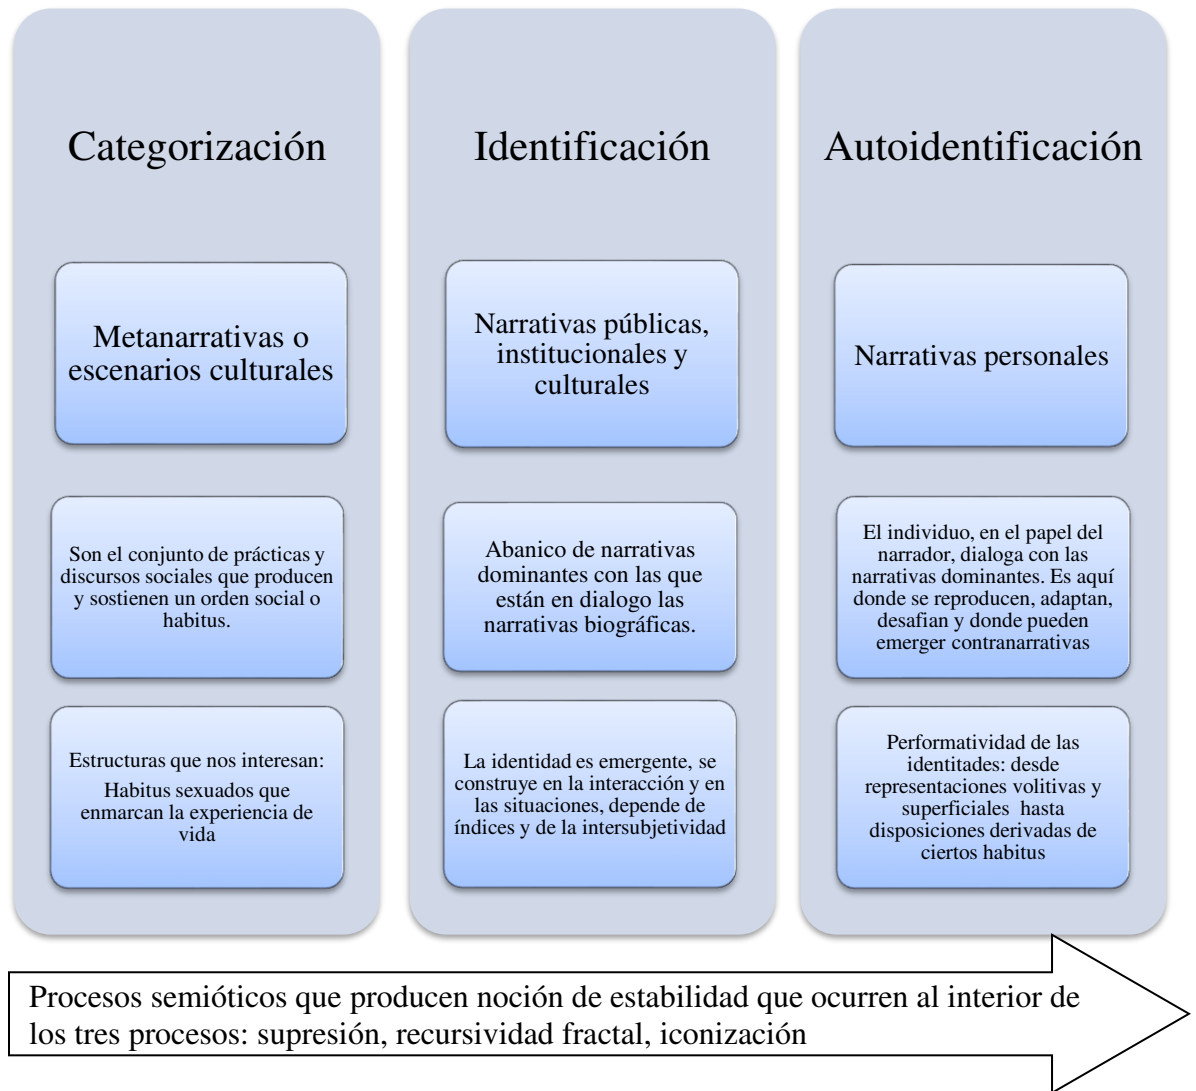 Categorización
Metanarrativas o
escenarios culturales
Son el conjunto de prácticas y
discursos sociales que producen
y sostienen un orden social o
habitus.
Estructuras que nos interesan:
Habitus sexuados que
enmarcan la experiencia de
vida
Identificación
Narrativas públicas,
institucionales y
culturales
Abanico de narrativas
dominantes con las que
están en dialogo las
narrativas biográficas.
La identidad es emergente, se
construye en la interacción y en
las situaciones, depende de
índices y de la intersubjetividad
Autoidentificación
Narrativas personales
El individuo, en el papel del
narrador, dialoga con las
narrativas dominantes. Es aquí
donde se reproducen, adaptan,
desafian y donde pueden
emerger contranarrativas
Performatividad de las
identitades: desde
representaciones volitivas y
superficiales hasta
disposiciones derivadas de
ciertos habitus
Procesos semióticos que producen noción de estabilidad que ocurren al interior de
los tres procesos: supresión, recursividad fractal, iconización